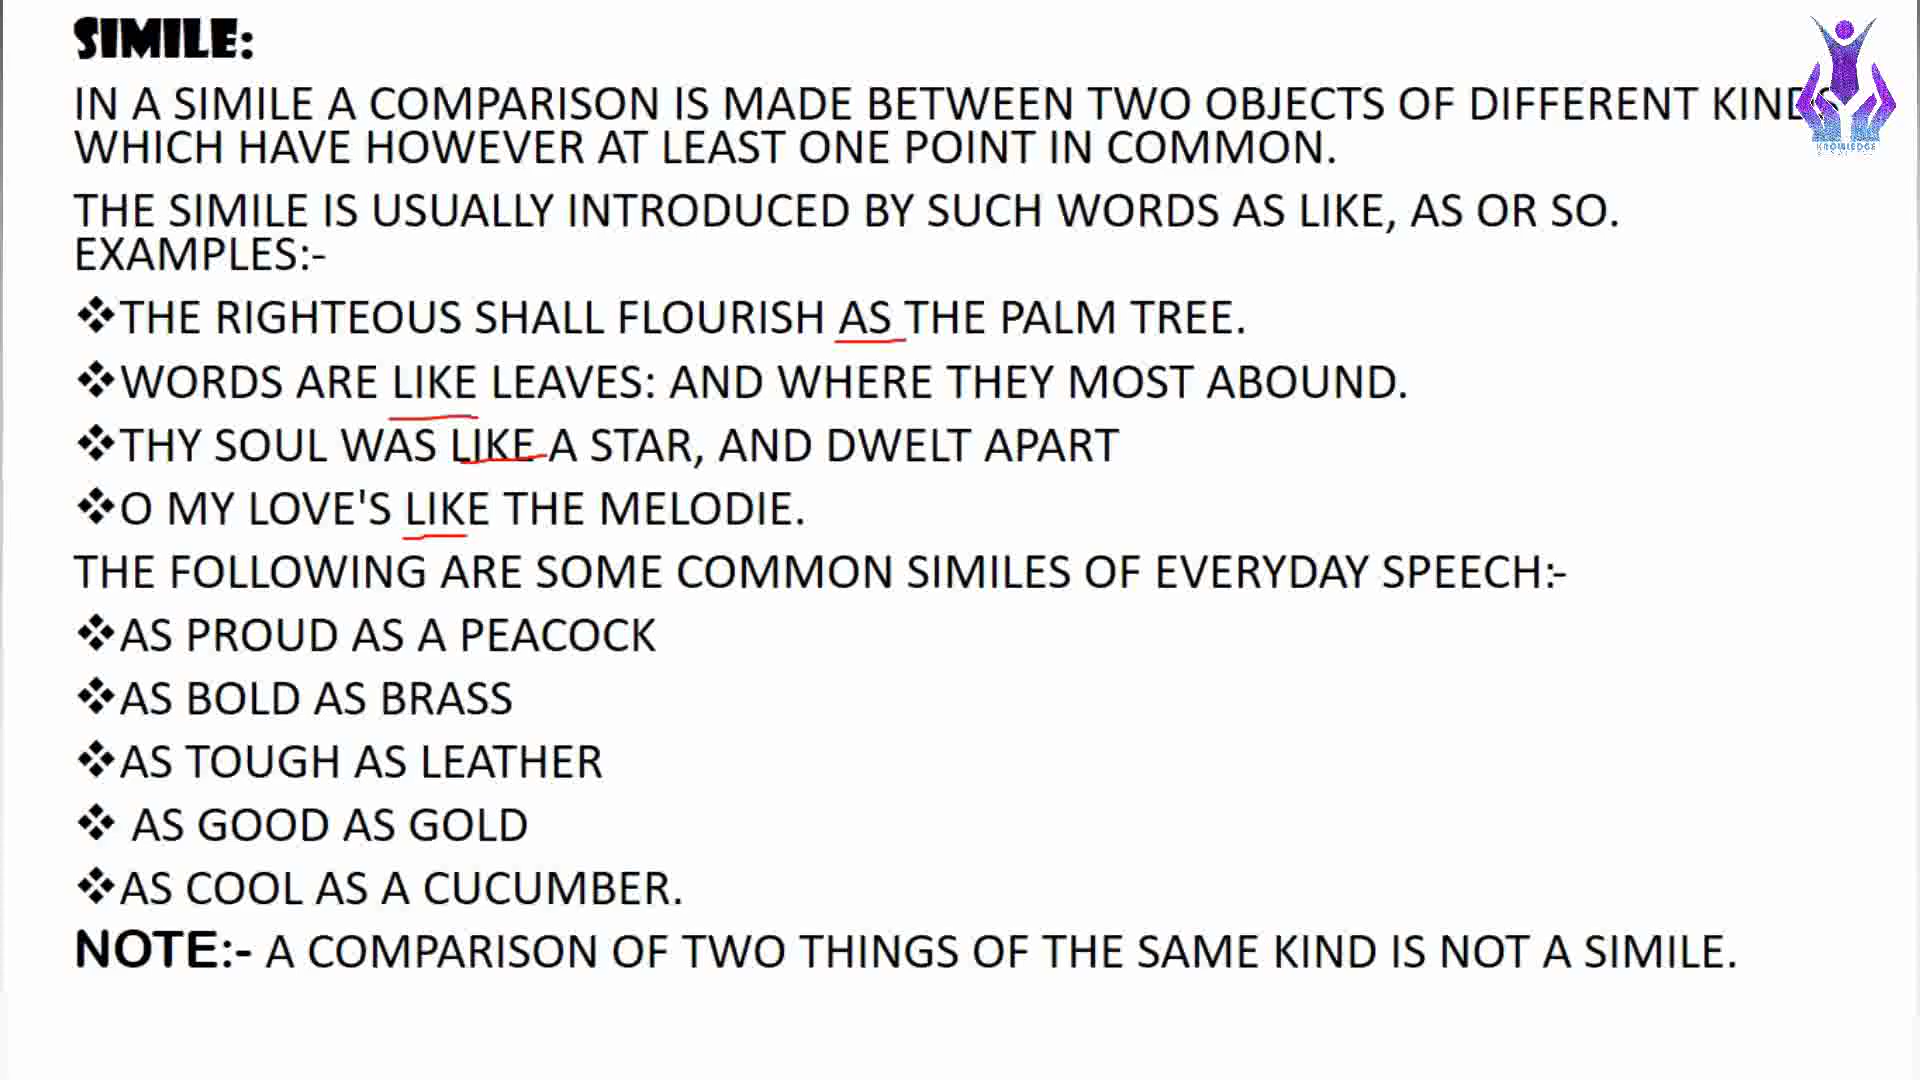 SIMILE:
IN A SIMILE A COMPARISON IS MADE BETWEEN TWO OBJECTS OF DIFFERENT KINDS
WHICH HAVE HOWEVER AT LEAST ONE POINT IN COMMON.
THE SIMILE IS USUALLY INTRODUCED BY SUCH WORDS AS LIKE, AS OR SO.
EXAMPLES:-
❖THE RIGHTEOUS SHALL FLOURISH AS THE PALM TREE.
❖WORDS ARE LIKE LEAVES: AND WHERE THEY MOST ABOUND.
❖THY SOUL WAS LIKE A STAR, AND DWELT APART
❖O MY LOVE'S LIKE THE MELODIE.
THE FOLLOWING ARE SOME COMMON SIMILES OF EVERYDAY SPEECH:-
❖AS PROUD AS A PEACOCK
❖AS BOLD AS BRASS
❖AS TOUGH AS LEATHER
❖ AS GOOD AS GOLD
❖AS COOL AS A CUCUMBER.
NOTE:- A COMPARISON OF TWO THINGS OF THE SAME KIND IS NOT A SIMILE.
KNOWLEDGE